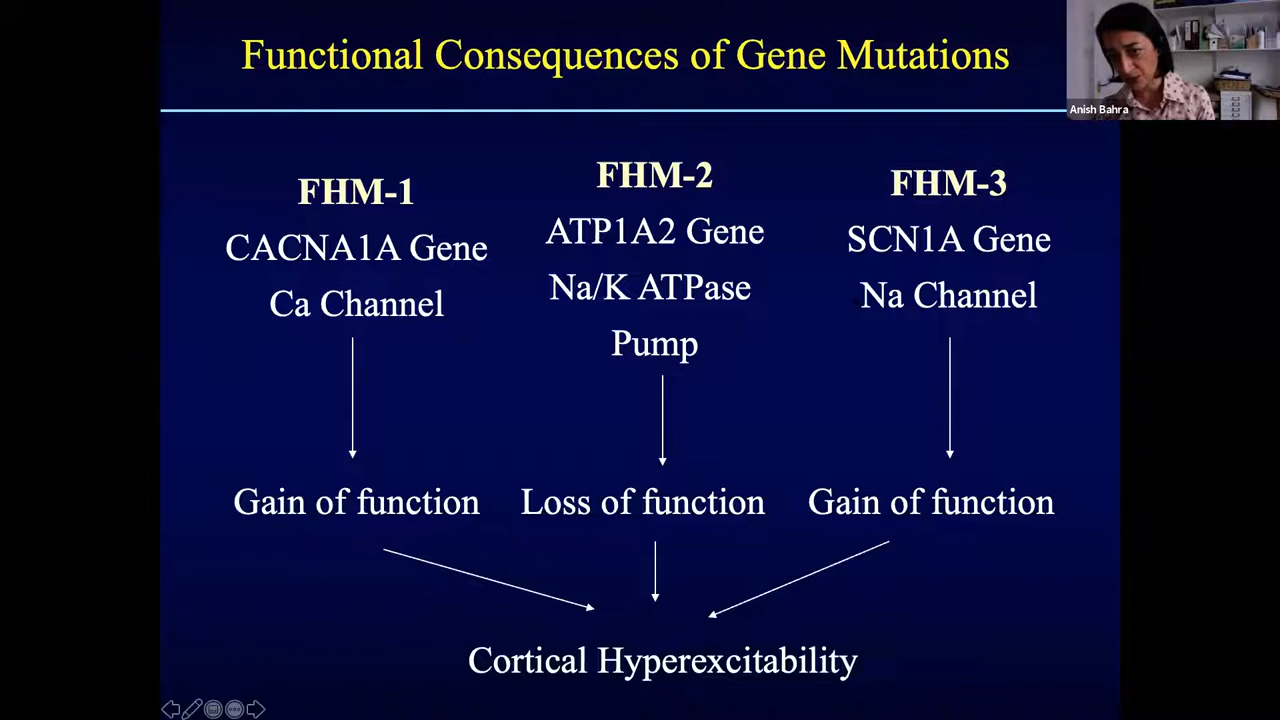 Functional Consequences of Gene Mutations
Anish Bahra
FHM-1
CACNA1A Gene
Ca Channel
FHM-2
ATP1A2 Gene
Na/K ATPase
Pump
FHM-3
SCN1A Gene
Na Channel
Gain of function
Loss of function
Gain of function
Cortical Hyperexcitability